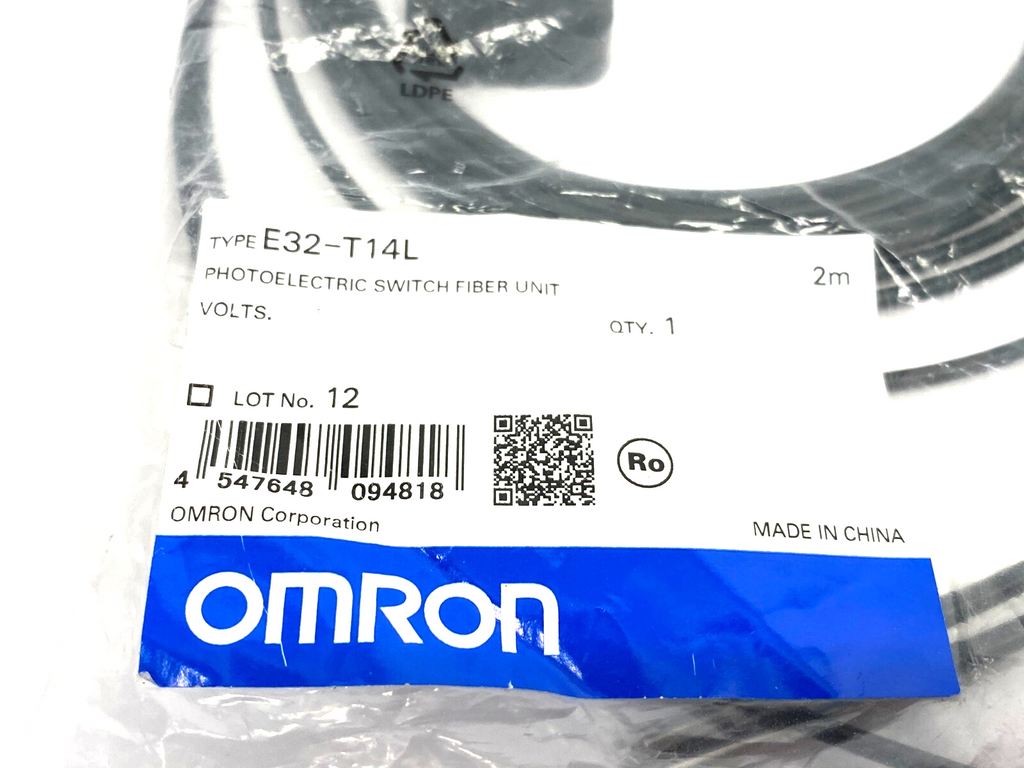 LDPE
TYPE E32-T14L
2m
PHOTOELECTRIC SWITCH FIBER UNIT
VOLTS.
QTY. 1
LOT No. 12
4 547648 094818
Ro
OMRON Corporation
MADE IN CHINA
OMRON